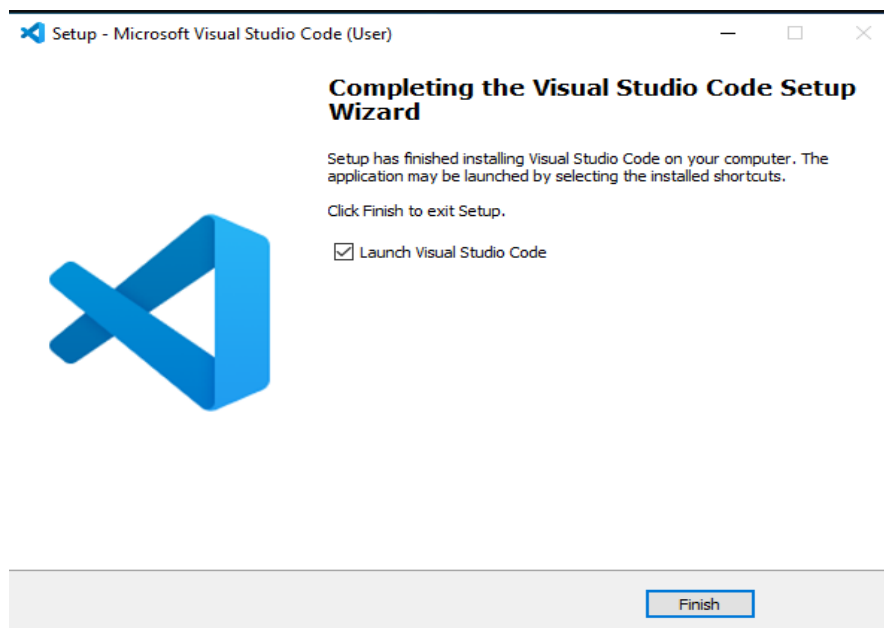 Setup - Microsoft Visual Studio Code (User)
Completing the Visual Studio Code Setup
Wizard
Setup has finished installing Visual Studio Code on your computer. The
application may be launched by selecting the installed shortcuts.
Click Finish to exit Setup.
Launch Visual Studio Code
Finish